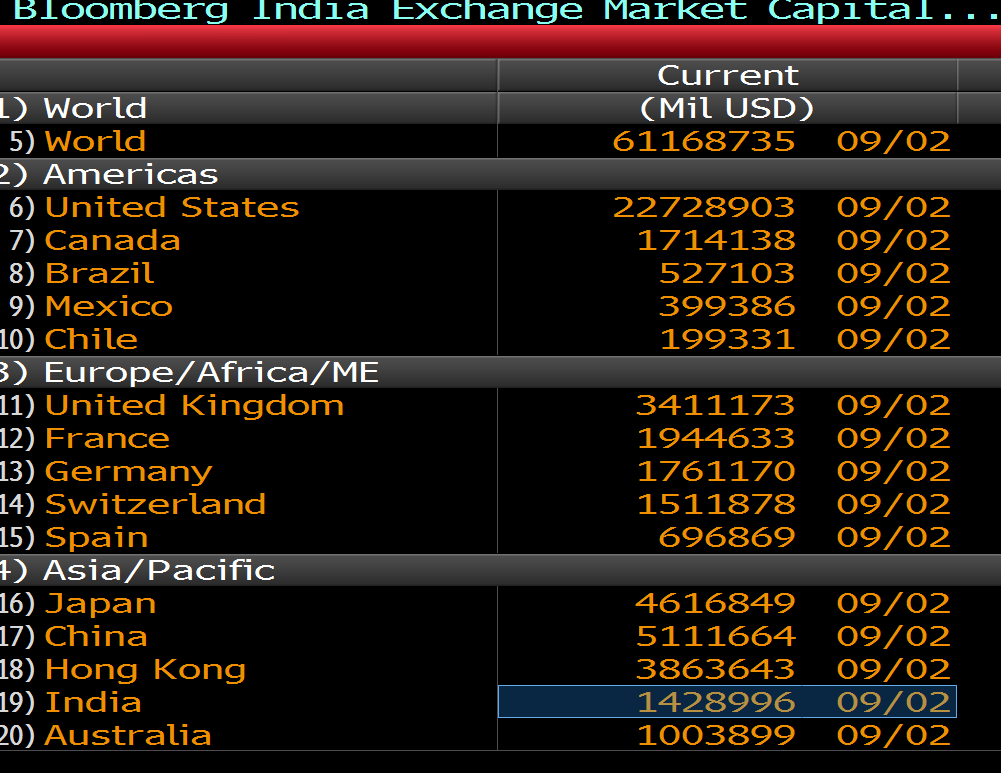 Bloomberg India Exchange Market Capital...
Current
1) World (Mil USD)
5) World 61168735 09/02
2) Americas
6) United States 22728903 09/02
7) Canada 1714138 09/02
8) Brazil 527103 09/02
9) Mexico 399386 09/02
10) Chile 199331 09/02
3) Europe/Africa/ME
11) United Kingdom 3411173 09/02
12) France 1944633 09/02
13) Germany 1761170 09/02
14) Switzerland 1511878 09/02
15) Spain 696869 09/02
4) Asia/Pacific
16) Japan 4616849 09/02
17) China 5111664 09/02
18) Hong Kong 3863643 09/02
19) India 1428996 09/02
20) Australia 1003899 09/02